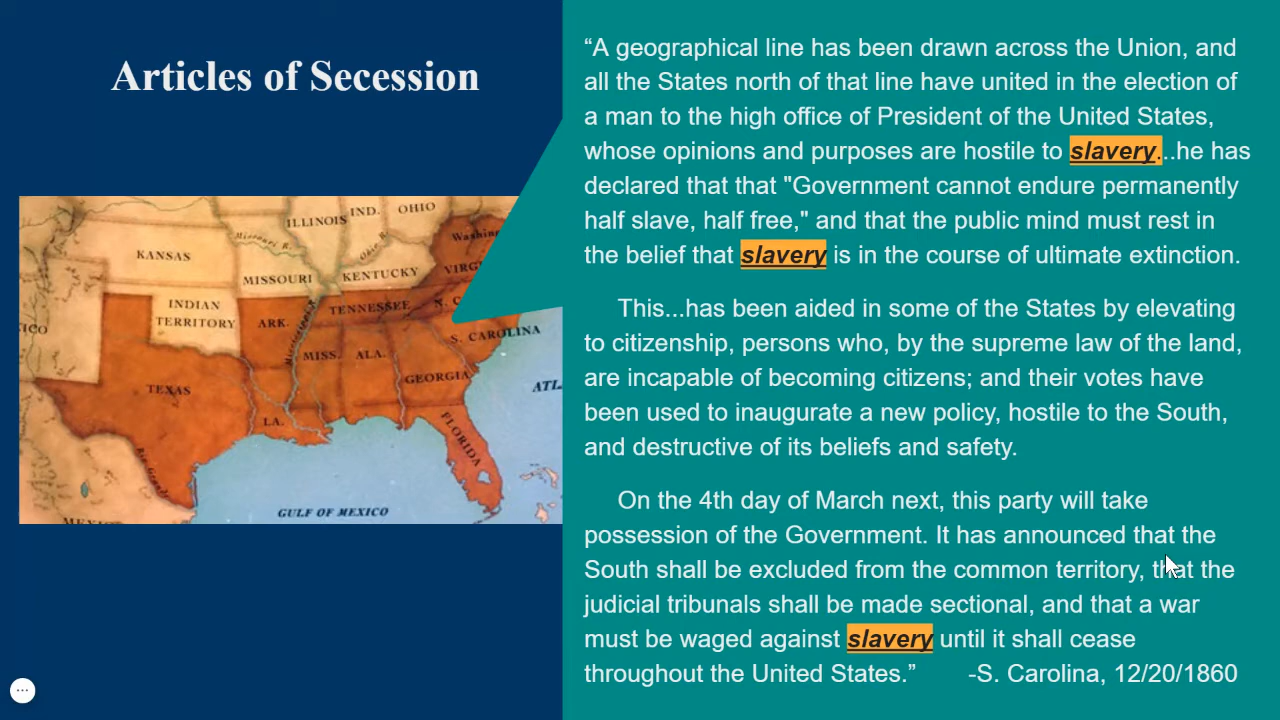 Articles of Secession
“A geographical line has been drawn across the Union, and
all the States north of that line have united in the election of
a man to the high office of President of the United States,
whose opinions and purposes are hostile to slavery...he has
declared that that "Government cannot endure permanently
half slave, half free," and that the public mind must rest in
the belief that slavery is in the course of ultimate extinction.
This...has been aided in some of the States by elevating
to citizenship, persons who, by the supreme law of the land,
are incapable of becoming citizens; and their votes have
been used to inaugurate a new policy, hostile to the South,
and destructive of its beliefs and safety.
On the 4th day of March next, this party will take
possession of the Government. It has announced that the
South shall be excluded from the common territory, that the
judicial tribunals shall be made sectional, and that a war
must be waged against slavery until it shall cease
throughout the United States.” -S. Carolina, 12/20/1860
ILLINOIS
IND.
OHIO
Missouri R.
Ohio R.
Washin
KANSAS
MISSOURI
KENTUCKY
VIRG
INDIAN
TERRITORY
ARK.
TENNESSEE
N. C
ICO
Mississippi R.
S. CAROLINA
MISS.
ALA.
GEORGIA
TEXAS
ATL
LA.
FLORIDA
Rio Grande
GULF OF MEXICO
MEXIC